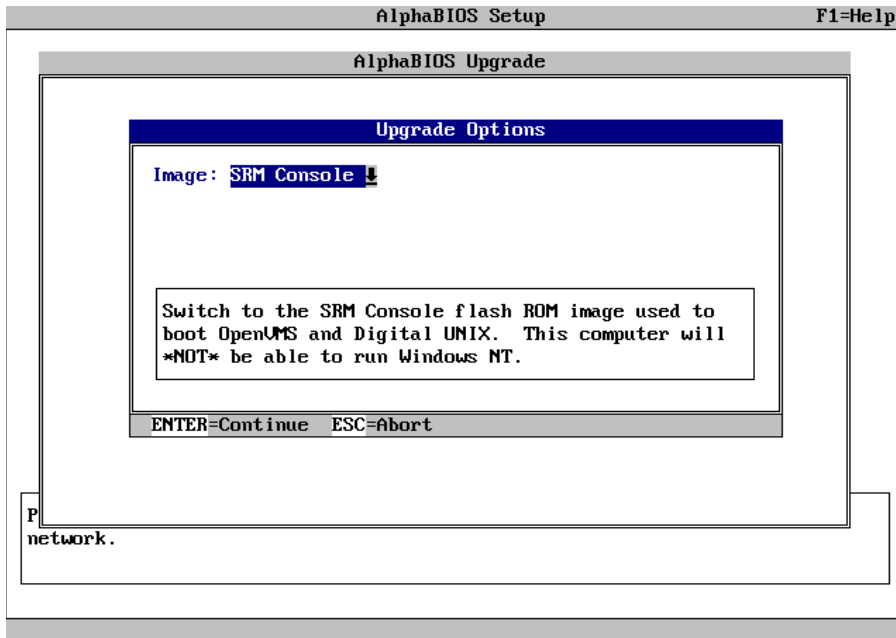 AlphaBIOS Setup F1=Help
AlphaBIOS Upgrade
Upgrade Options
Image: SRM Console
Switch to the SRM Console flash ROM image used to
boot OpenVMS and Digital UNIX. This computer will
*NOT* be able to run Windows NT.
ENTER=Continue ESC=Abort
P
network.